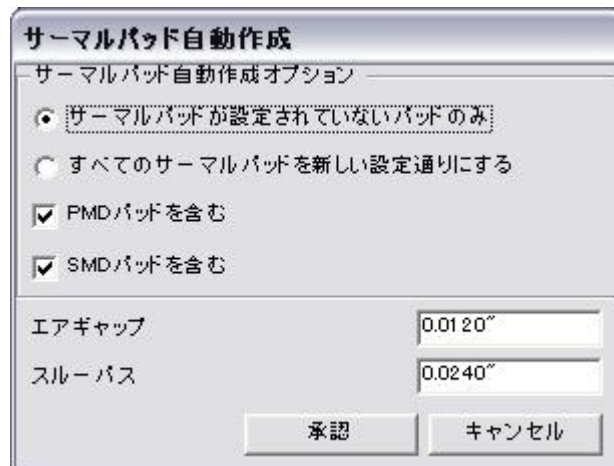 サーマルパッド自動作成
サーマルパッド自動作成オプション
サーマルパッドが設定されていないパッドのみ
すべてのサーマルパッドを新しい設定通りにする
PMDパッドを含む
SMDパッドを含む
エアギャップ 0.0120"
スルーパス 0.0240"
承認 キャンセル